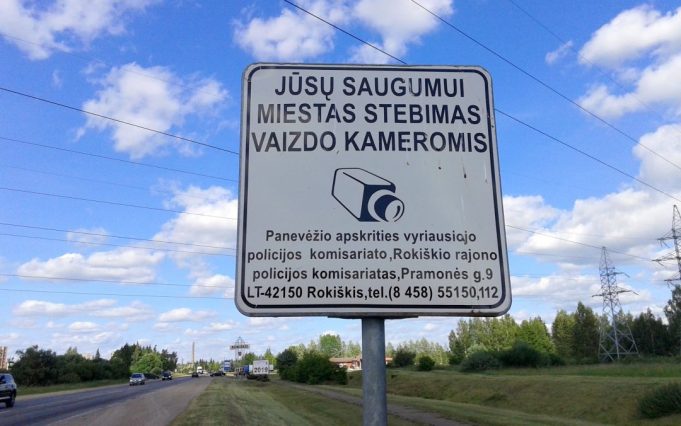 JŪSŲ SAUGUMUI
MIESTAS STEBIMAS
VAIZDO KAMEROMIS
Panevėžio apskrities vyriausiojo
policijos komisariato,Rokiškio rajono
policijos komisariatas,Pramonės g.9
LT-42150 Rokiškis,tel.(8 458) 55150,112